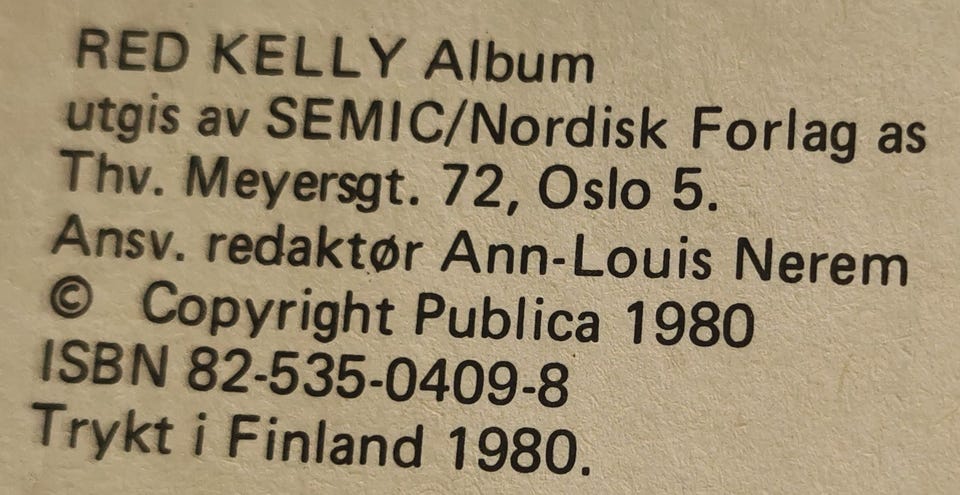 RED KELLY Album
utgis av SEMIC/Nordisk Forlag as
Thv. Meyersgt. 72, Oslo 5.
Ansv. redaktør Ann-Louis Nerem
© Copyright Publica 1980
ISBN 82-535-0409-8
Trykt i Finland 1980.